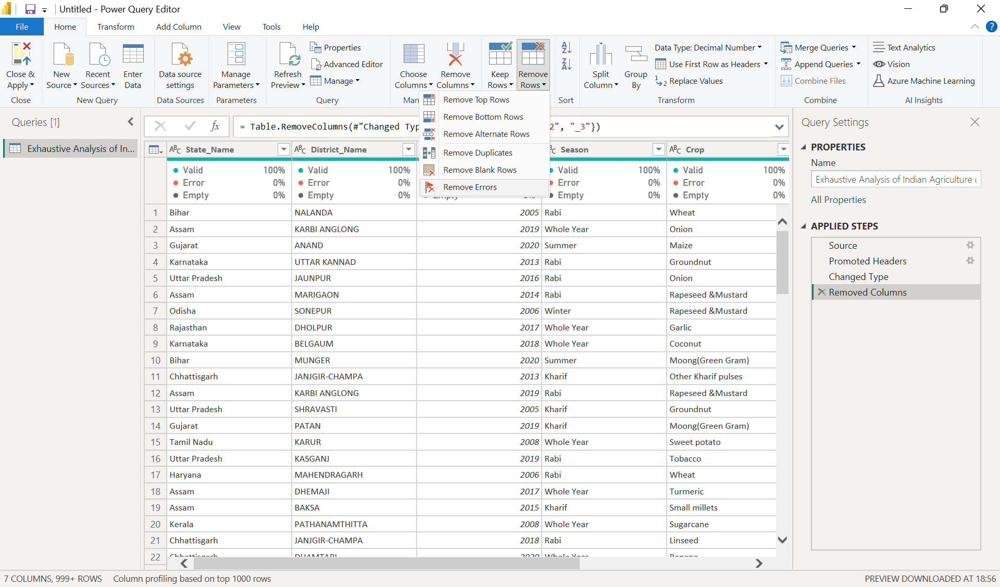 Untitled - Power Query Editor
File Home Transform Add Column View Tools Help
Close & Apply
Close
New Source
Recent Sources
Enter Data
New Query
Data source settings
Data Sources
Manage Parameters
Parameters
Refresh Preview
Properties
Advanced Editor
Manage
Query
Choose Columns
Remove Columns
Man
Keep Rows
Remove Rows
Sort
Split Column
Group By
Data Type: Decimal Number
Use First Row as Headers
Replace Values
Transform
Merge Queries
Append Queries
Combine Files
Combine
Text Analytics
Vision
Azure Machine Learning
AI Insights
Remove Top Rows
Remove Bottom Rows
Remove Alternate Rows
Remove Duplicates
Remove Blank Rows
Remove Errors
Queries [1]
Exhaustive Analysis of In...
= Table.RemoveColumns(#"Changed Typ 2", "_3"})
State_Name District_Name Season Crop
Valid 100% Valid 100% Valid 100% Valid 100%
Error 0% Error 0% Error 0% Error 0%
Empty 0% Empty 0% Empty 0% Empty 0%
1 Bihar NALANDA 2005 Rabi Wheat
2 Assam KARBI ANGLONG 2019 Whole Year Onion
3 Gujarat ANAND 2020 Summer Maize
4 Karnataka UTTAR KANNAD 2013 Rabi Groundnut
5 Uttar Pradesh JAUNPUR 2016 Rabi Onion
6 Assam MARIGAON 2014 Rabi Rapeseed &Mustard
7 Odisha SONEPUR 2006 Winter Rapeseed &Mustard
8 Rajasthan DHOLPUR 2017 Whole Year Garlic
9 Karnataka BELGAUM 2018 Whole Year Coconut
10 Bihar MUNGER 2020 Summer Moong(Green Gram)
11 Chhattisgarh JANJGIR-CHAMPA 2013 Kharif Other Kharif pulses
12 Assam KARBI ANGLONG 2019 Rabi Rapeseed &Mustard
13 Uttar Pradesh SHRAVASTI 2005 Kharif Groundnut
14 Gujarat PATAN 2019 Kharif Moong(Green Gram)
15 Tamil Nadu KARUR 2008 Whole Year Sweet potato
16 Uttar Pradesh KASGANJ 2019 Rabi Tobacco
17 Haryana MAHENDRAGARH 2006 Rabi Wheat
18 Assam DHEMAJI 2017 Whole Year Turmeric
19 Assam BAKSA 2015 Kharif Small millets
20 Kerala PATHANAMTHITTA 2008 Whole Year Sugarcane
21 Chhattisgarh JANJGIR-CHAMPA 2018 Rabi Linseed
22
Query Settings
PROPERTIES
Name
Exhaustive Analysis of Indian Agriculture
All Properties
APPLIED STEPS
Source
Promoted Headers
Changed Type
Removed Columns
7 COLUMNS, 999+ ROWS Column profiling based on top 1000 rows PREVIEW DOWNLOADED AT 18:56